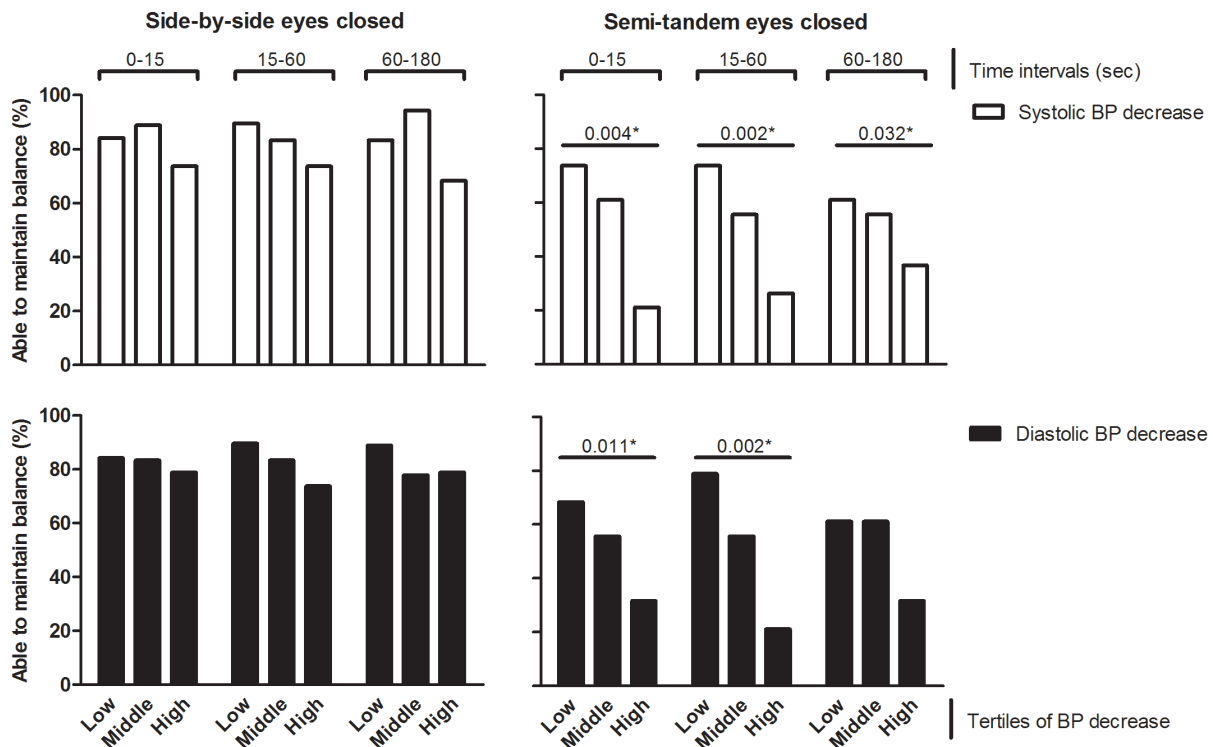 Side-by-side eyes closed
Semi-tandem eyes closed
0-15 15-60 60-180
0-15 15-60 60-180
Time intervals (sec)
Systolic BP decrease
Able to maintain balance (%)
100
80
60
40
20
0
0.004* 0.002* 0.032*
Diastolic BP decrease
Able to maintain balance (%)
100
80
60
40
20
0
0.011* 0.002*
Low Middle High Low Middle High Low Middle High
Low Middle High Low Middle High Low Middle High
Tertiles of BP decrease